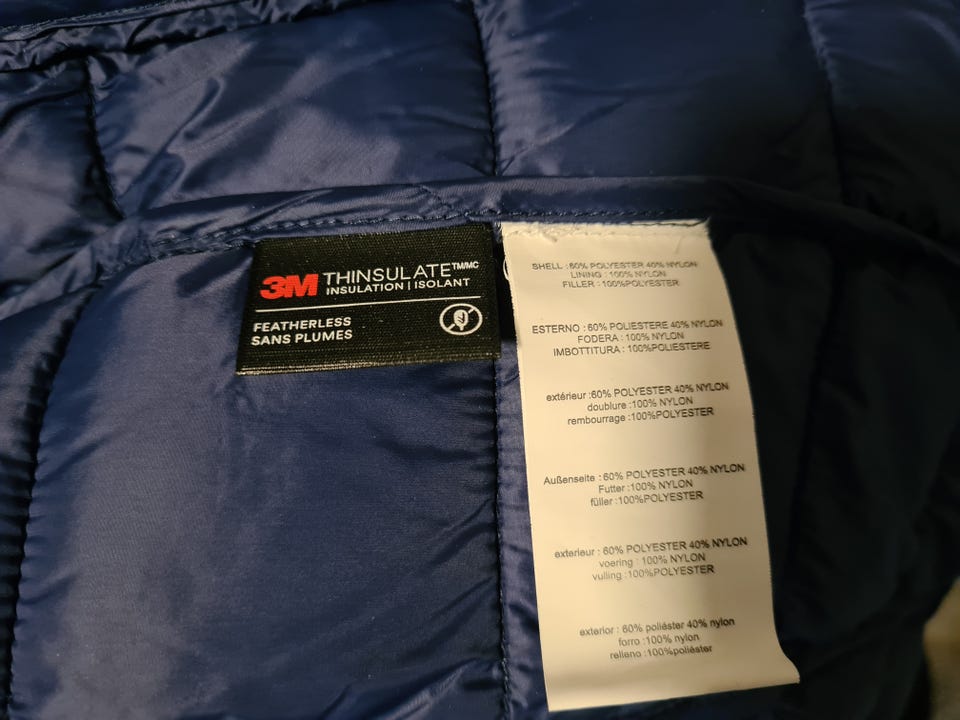 3M THINSULATE™/MC
INSULATION | ISOLANT
FEATHERLESS
SANS PLUMES
SHELL :60% POLYESTER 40% NYLON
LINING : 100% NYLON
FILLER : 100%POLYESTER
ESTERNO : 60% POLIESTERE 40% NYLON
FODERA : 100% NYLON
IMBOTTITURA : 100%POLIESTERE
extérieur :60% POLYESTER 40% NYLON
doublure :100% NYLON
rembourrage :100%POLYESTER
Außenseite : 60% POLYESTER 40% NYLON
Futter :100% NYLON
füller :100%POLYESTER
exterieur : 60% POLYESTER 40% NYLON
voering : 100% NYLON
vulling :100%POLYESTER
exterior : 60% poliéster 40% nylon
forro :100% nylon
relleno :100%poliéster